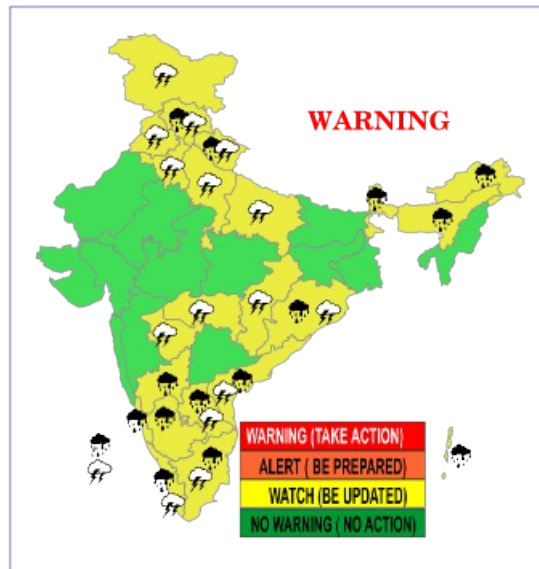 WARNING
WARNING (TAKE ACTION)
ALERT ( BE PREPARED)
WATCH (BE UPDATED)
NO WARNING ( NO ACTION)